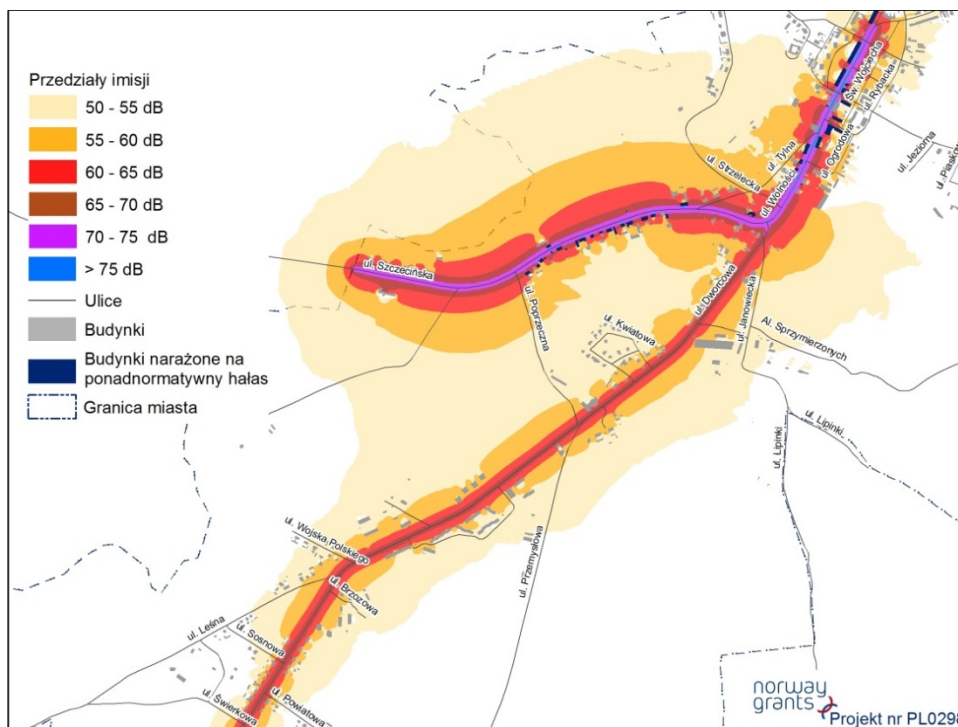 Przedziały imisji
50 - 55 dB
55 - 60 dB
60 - 65 dB
65 - 70 dB
70 - 75 dB
> 75 dB
Ulice
Budynki
Budynki narażone na
ponadnormatywny hałas
Granica miasta
Św. Wojciecha
ul. Rybacka
ul. Ogrodowa
ul. Jeziorna
ul. Piaskow
ul. Tylna
ul. Strzelecka
ul. Wolności
ul. Szczecińska
ul. Poprzeczna
ul. Dworcowa
ul. Janowiecka
ul. Kwiatowa
Al. Sprzymierzonych
ul. Lipinki
ul. Lipinki
ul. Przemysłowa
ul. Wojska Polskiego
ul. Brzozowa
ul. Leśna
ul. Sosnowa
ul. Świerkowa
ul. Powiatowa
norway
grants
Projekt nr PL029